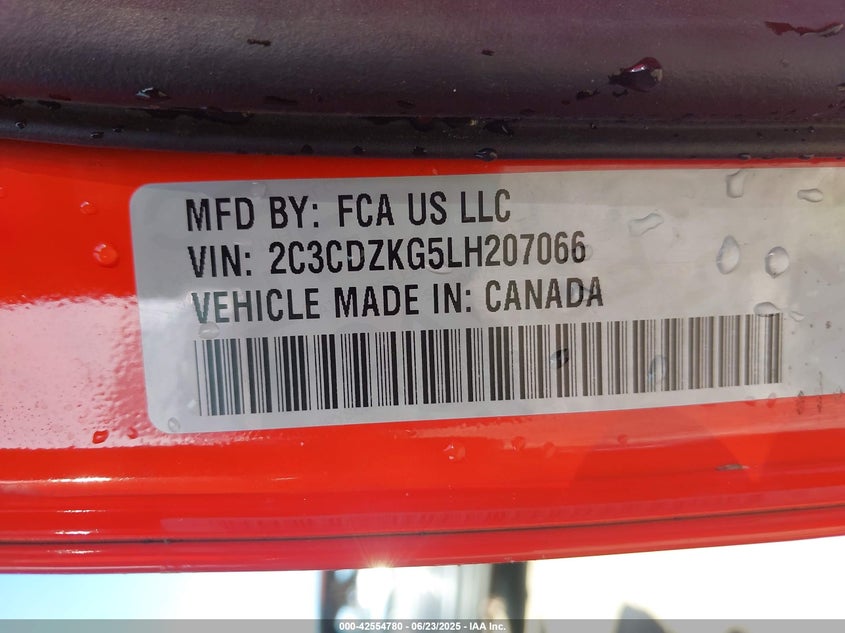 MFD BY: FCA US LLC
VIN: 2C3CDZKG5LH207066
VEHICLE MADE IN: CANADA
000-42554780 - 06/23/2025 - IAA Inc.